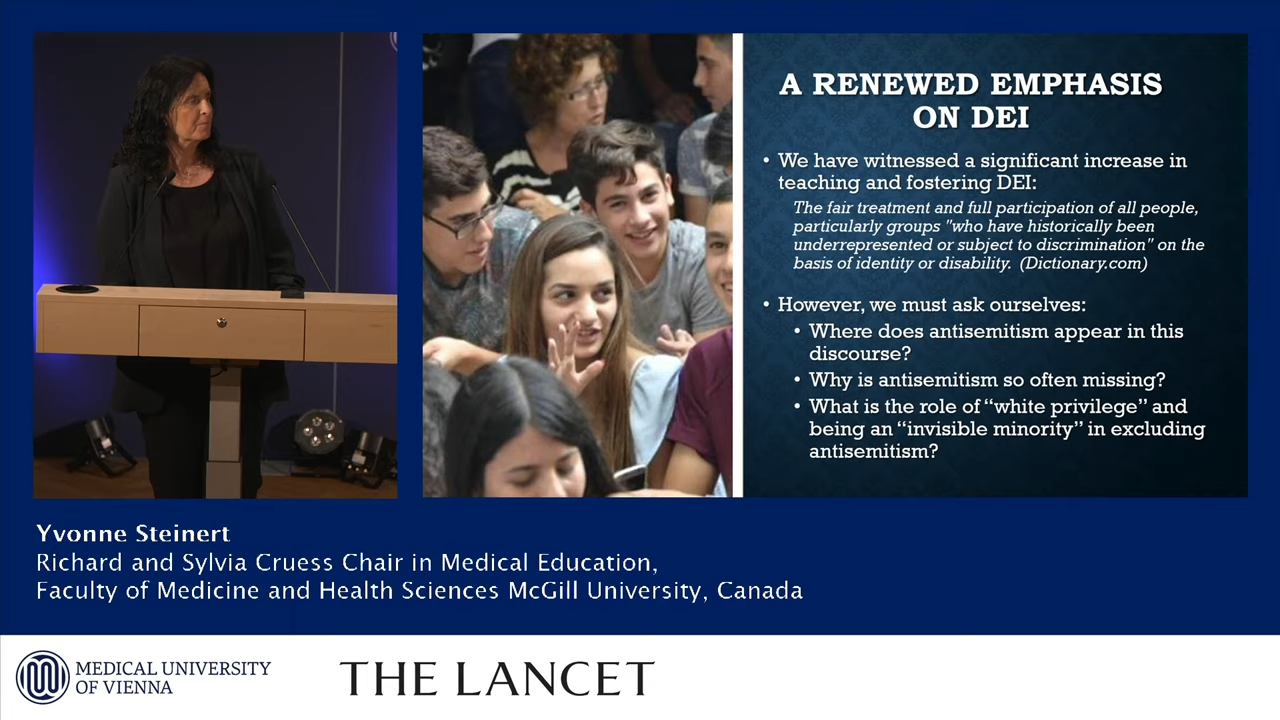 A RENEWED EMPHASIS
ON DEI
• We have witnessed a significant increase in
teaching and fostering DEI:
The fair treatment and full participation of all people,
particularly groups "who have historically been
underrepresented or subject to discrimination" on the
basis of identity or disability. (Dictionary.com)
• However, we must ask ourselves:
• Where does antisemitism appear in this
discourse?
• Why is antisemitism so often missing?
• What is the role of “white privilege” and
being an “invisible minority” in excluding
antisemitism?
Yvonne Steinert
Richard and Sylvia Cruess Chair in Medical Education,
Faculty of Medicine and Health Sciences McGill University, Canada
MEDICAL UNIVERSITY
OF VIENNA
THE LANCET